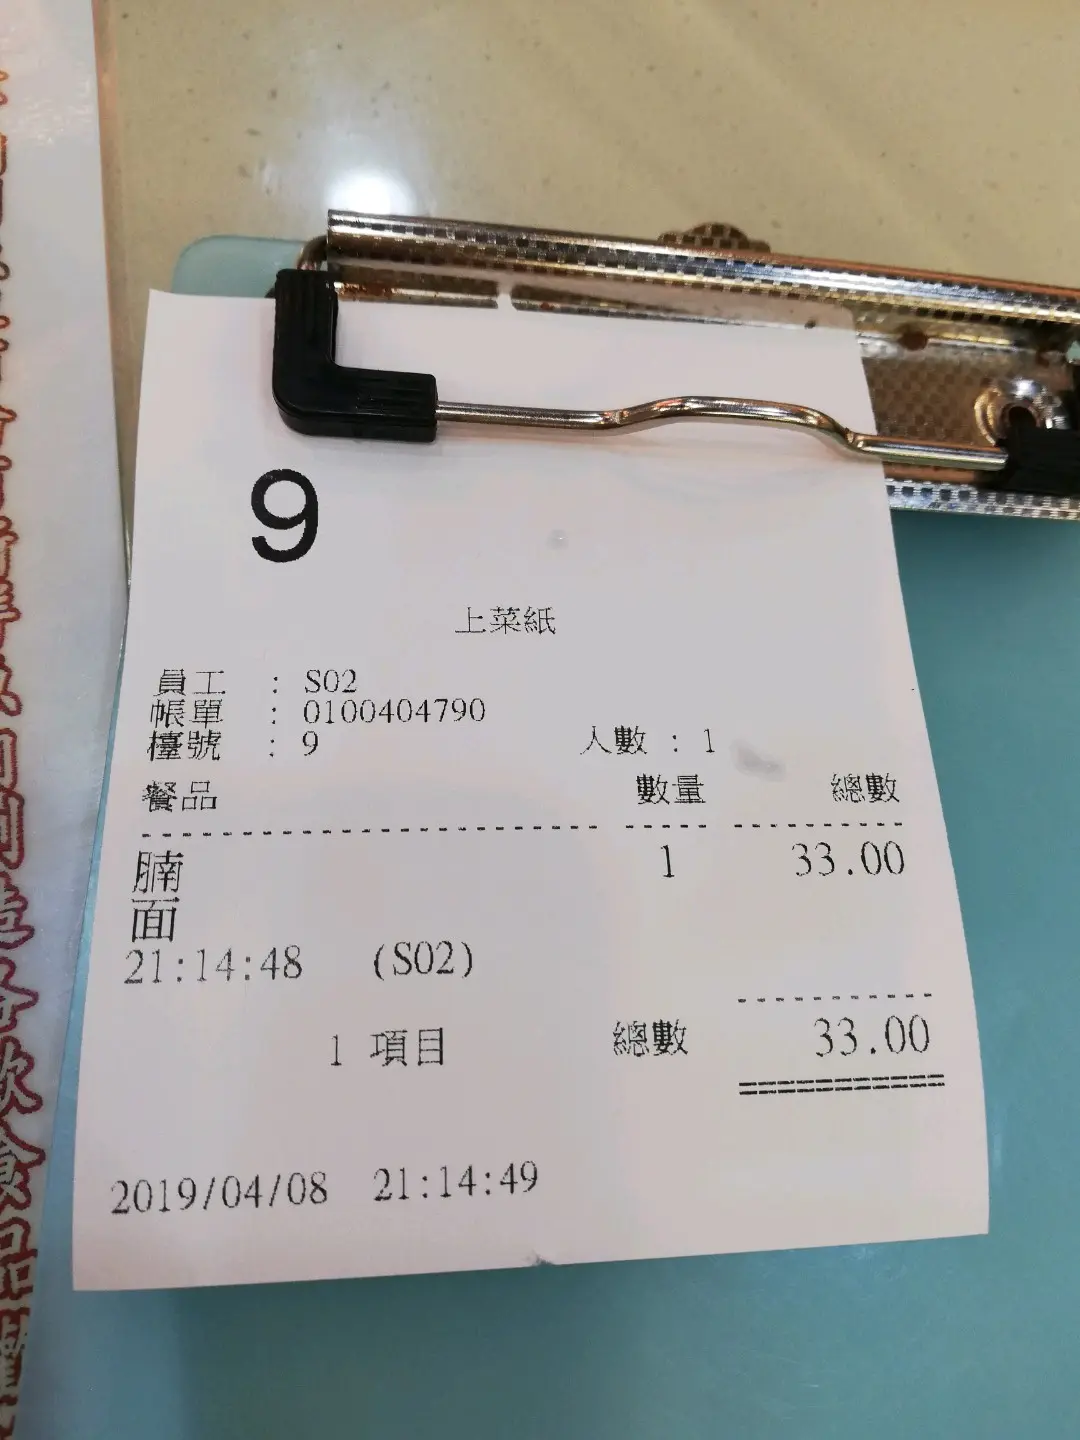 9
上菜紙
員工 : S02
帳單 : 0100404790
檯號 : 9 人數 : 1
餐品 數量 總數
腩 1 33.00
面
21:14:48 (S02)
1 項目 總數 33.00
2019/04/08 21:14:49